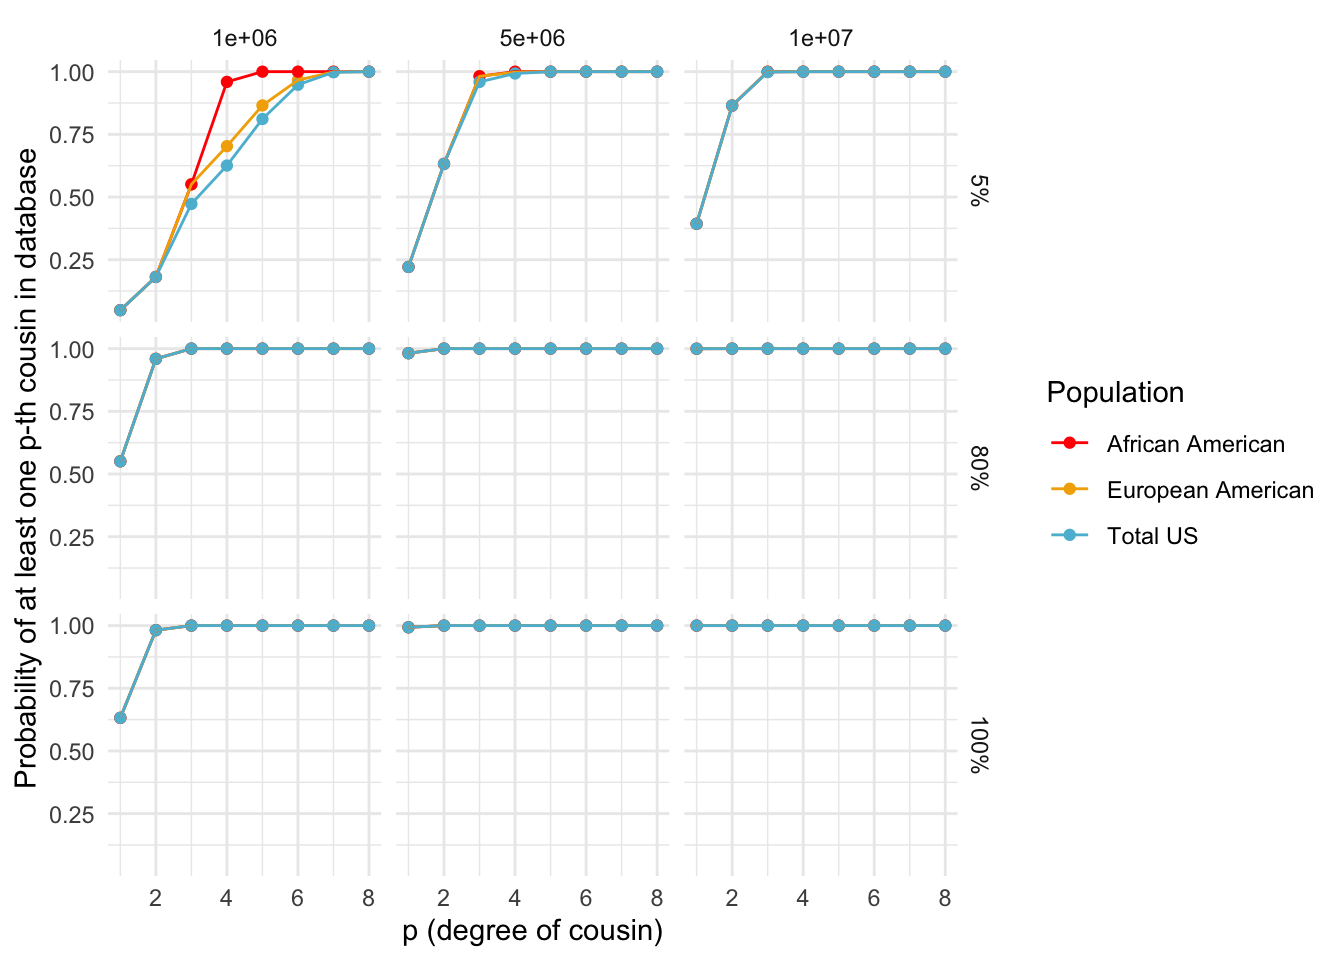 1e+06 5e+06 1e+07
Probability of at least one p-th cousin in database
1.00
0.75
0.50
0.25
5%
1.00
0.75
0.50
0.25
80%
1.00
0.75
0.50
0.25
100%
2 4 6 8 2 4 6 8 2 4 6 8
p (degree of cousin)
Population
African American
European American
Total US